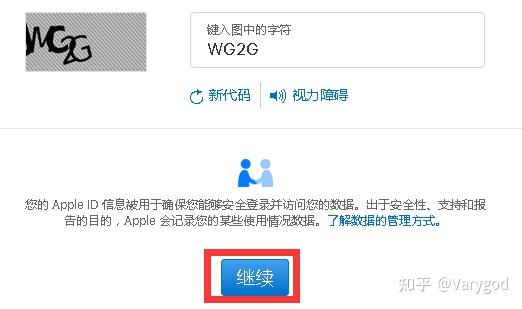 WG2G
键入图中的字符
WG2G
新代码
视力障碍
您的 Apple ID 信息被用于确保您能够安全登录并访问您的数据。出于安全性、支持和报
告的目的，Apple 会记录您的某些使用情况数据。了解数据的管理方式。
继续
知乎 @Varygod